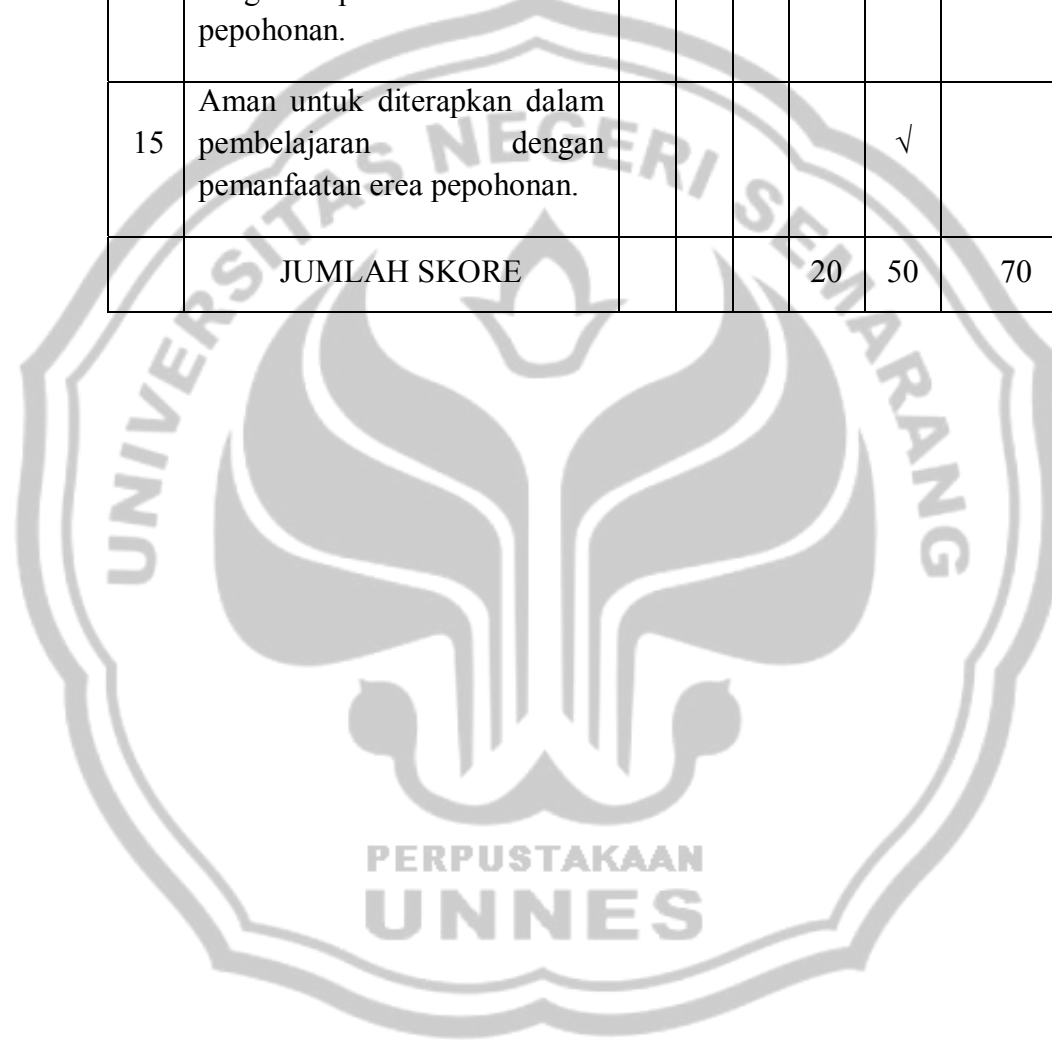 pepohonan.
Aman untuk diterapkan dalam
15 pembelajaran dengan √
pemanfaatan erea pepohonan.
JUMLAH SKORE 20 50 70
UNIVERSITAS NEGERI SEMARANG
PERPUSTAKAAN
UNNES